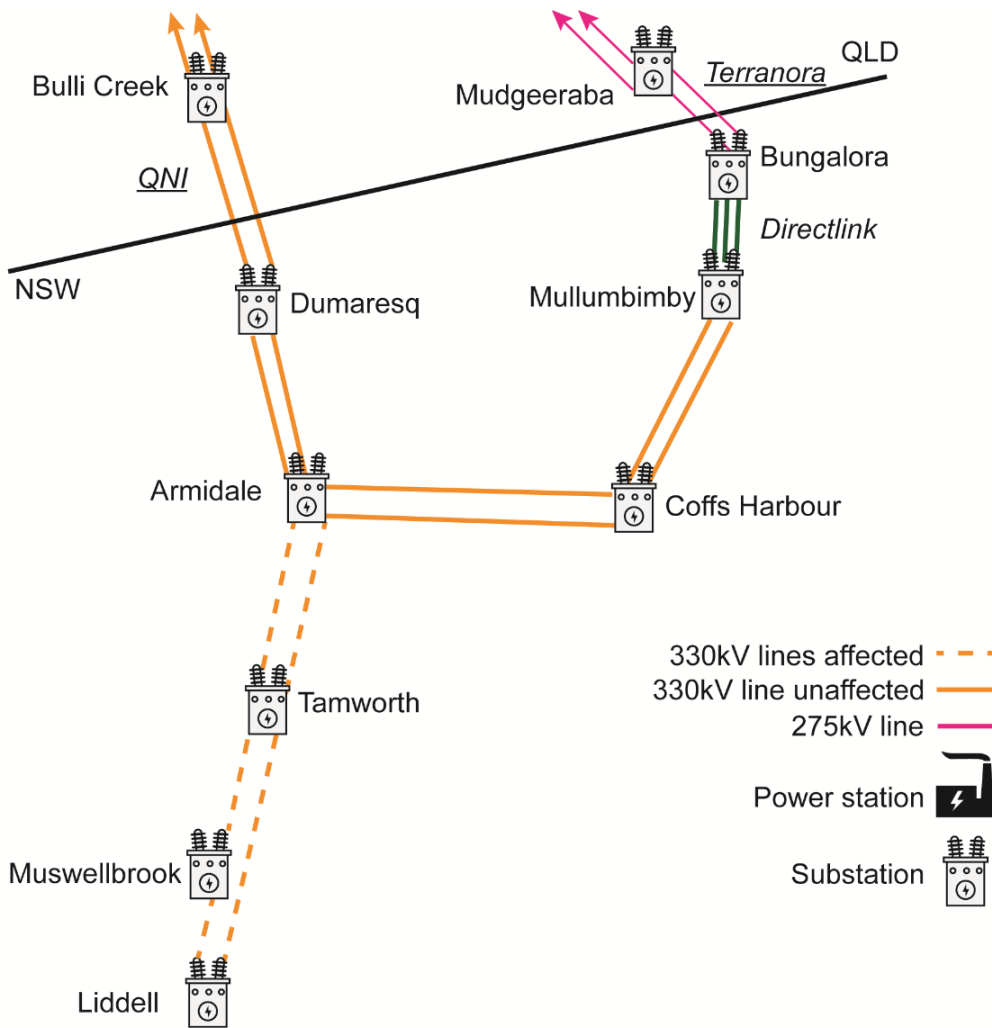 QLD
Terranora
Bulli Creek
Mudgeeraba
Bungalora
QNI
Directlink
NSW
Dumaresq
Mullumbimby
Armidale
Coffs Harbour
330kV lines affected
330kV line unaffected
Tamworth
275kV line
Power station
Muswellbrook
Substation
Liddell